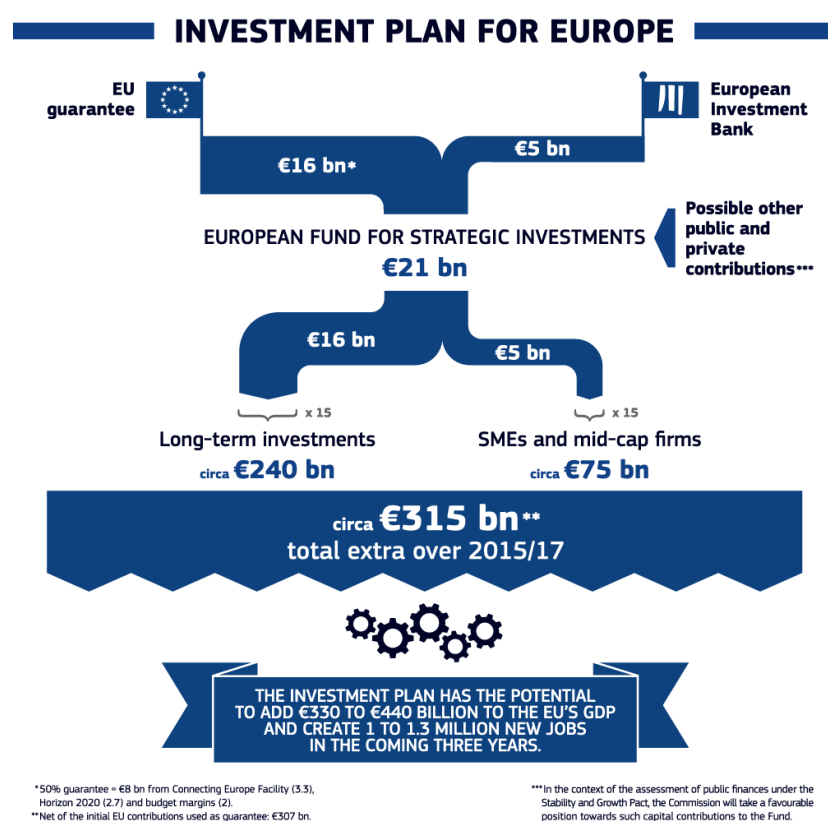 INVESTMENT PLAN FOR EUROPE
EU
guarantee
European
Investment
Bank
€16 bn*
€5 bn
Possible other
public and
private
contributions***
EUROPEAN FUND FOR STRATEGIC INVESTMENTS
€21 bn
€16 bn
€5 bn
x 15
x 15
Long-term investments
circa €240 bn
SMEs and mid-cap firms
circa €75 bn
circa €315 bn**
total extra over 2015/17
THE INVESTMENT PLAN HAS THE POTENTIAL
TO ADD €330 TO €440 BILLION TO THE EU'S GDP
AND CREATE 1 TO 1.3 MILLION NEW JOBS
IN THE COMING THREE YEARS.
*50% guarantee = €8 bn from Connecting Europe Facility (3.3),
Horizon 2020 (2.7) and budget margins (2).
**Net of the initial EU contributions used as guarantee: €307 bn.
***In the context of the assessment of public finances under the
Stability and Growth Pact, the Commission will take a favourable
position towards such capital contributions to the Fund.